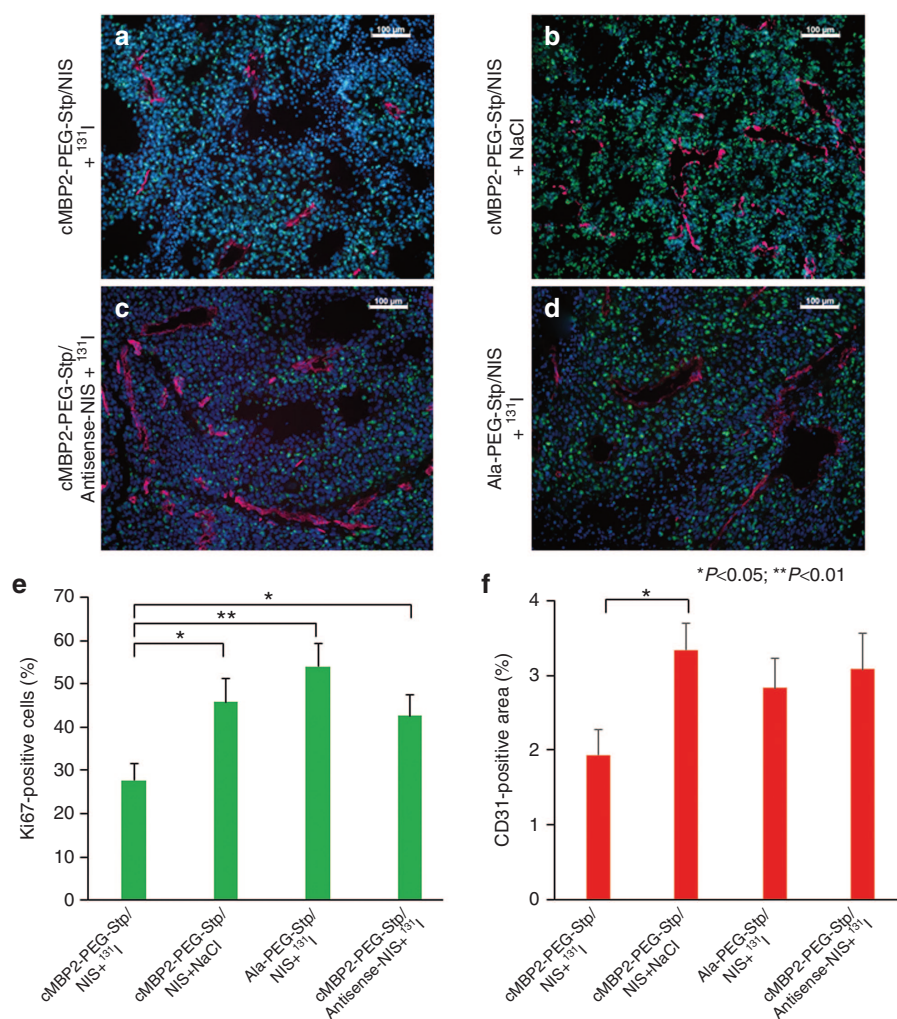 a
100 µm
cMBP2-PEG-Stp/NIS
+ ¹³¹I
b
100 µm
cMBP2-PEG-Stp/NIS
+ NaCl
c
100 µm
cMBP2-PEG-Stp/
Antisense-NIS + ¹³¹I
d
100 µm
Ala-PEG-Stp/NIS
+ ¹³¹I
e
70
60
50
40
30
20
10
0
Ki67-positive cells (%)
*
**
*
cMBP2-PEG-Stp/
NIS+¹³¹I
cMBP2-PEG-Stp/
NIS+NaCl
Ala-PEG-Stp/
NIS+¹³¹I
cMBP2-PEG-Stp/
Antisense-NIS+¹³¹I
f
*P<0.05; **P<0.01
4
3
2
1
0
CD31-positive area (%)
*
cMBP2-PEG-Stp/
NIS+¹³¹I
cMBP2-PEG-Stp/
NIS+NaCl
Ala-PEG-Stp/
NIS+¹³¹I
cMBP2-PEG-Stp/
Antisense-NIS+¹³¹I